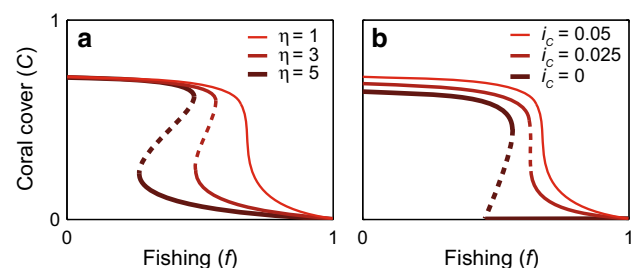 a
η = 1
η = 3
η = 5
b
i_C = 0.05
i_C = 0.025
i_C = 0
Coral cover (C)
1
0
0
1
0
1
Fishing (f)
Fishing (f)